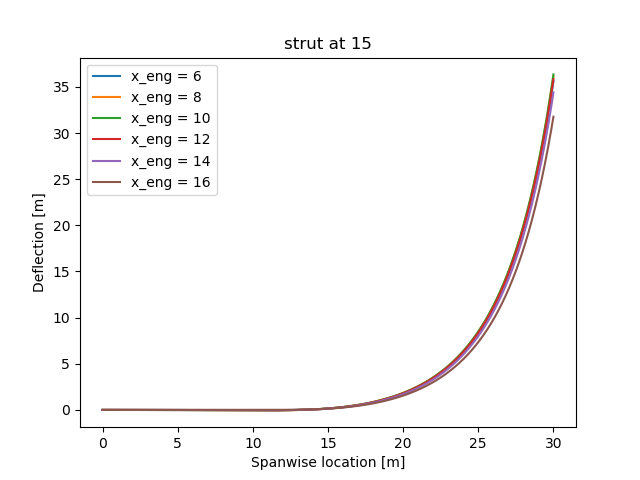 strut at 15
x_eng = 6
x_eng = 8
x_eng = 10
x_eng = 12
x_eng = 14
x_eng = 16
Deflection [m]
35
30
25
20
15
10
5
0
0 5 10 15 20 25 30
Spanwise location [m]